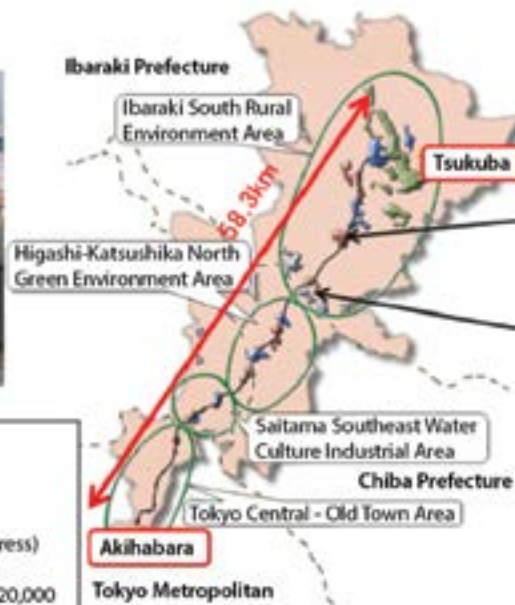 Ibaraki Prefecture
Ibaraki South Rural
Environment Area
Tsukuba
58.3km
Higashi-Katsushika North
Green Environment Area
Saitama Southeast Water
Culture Industrial Area
Chiba Prefecture
Tokyo Central - Old Town Area
ress)
Akihabara
20,000
Tokyo Metropolitan